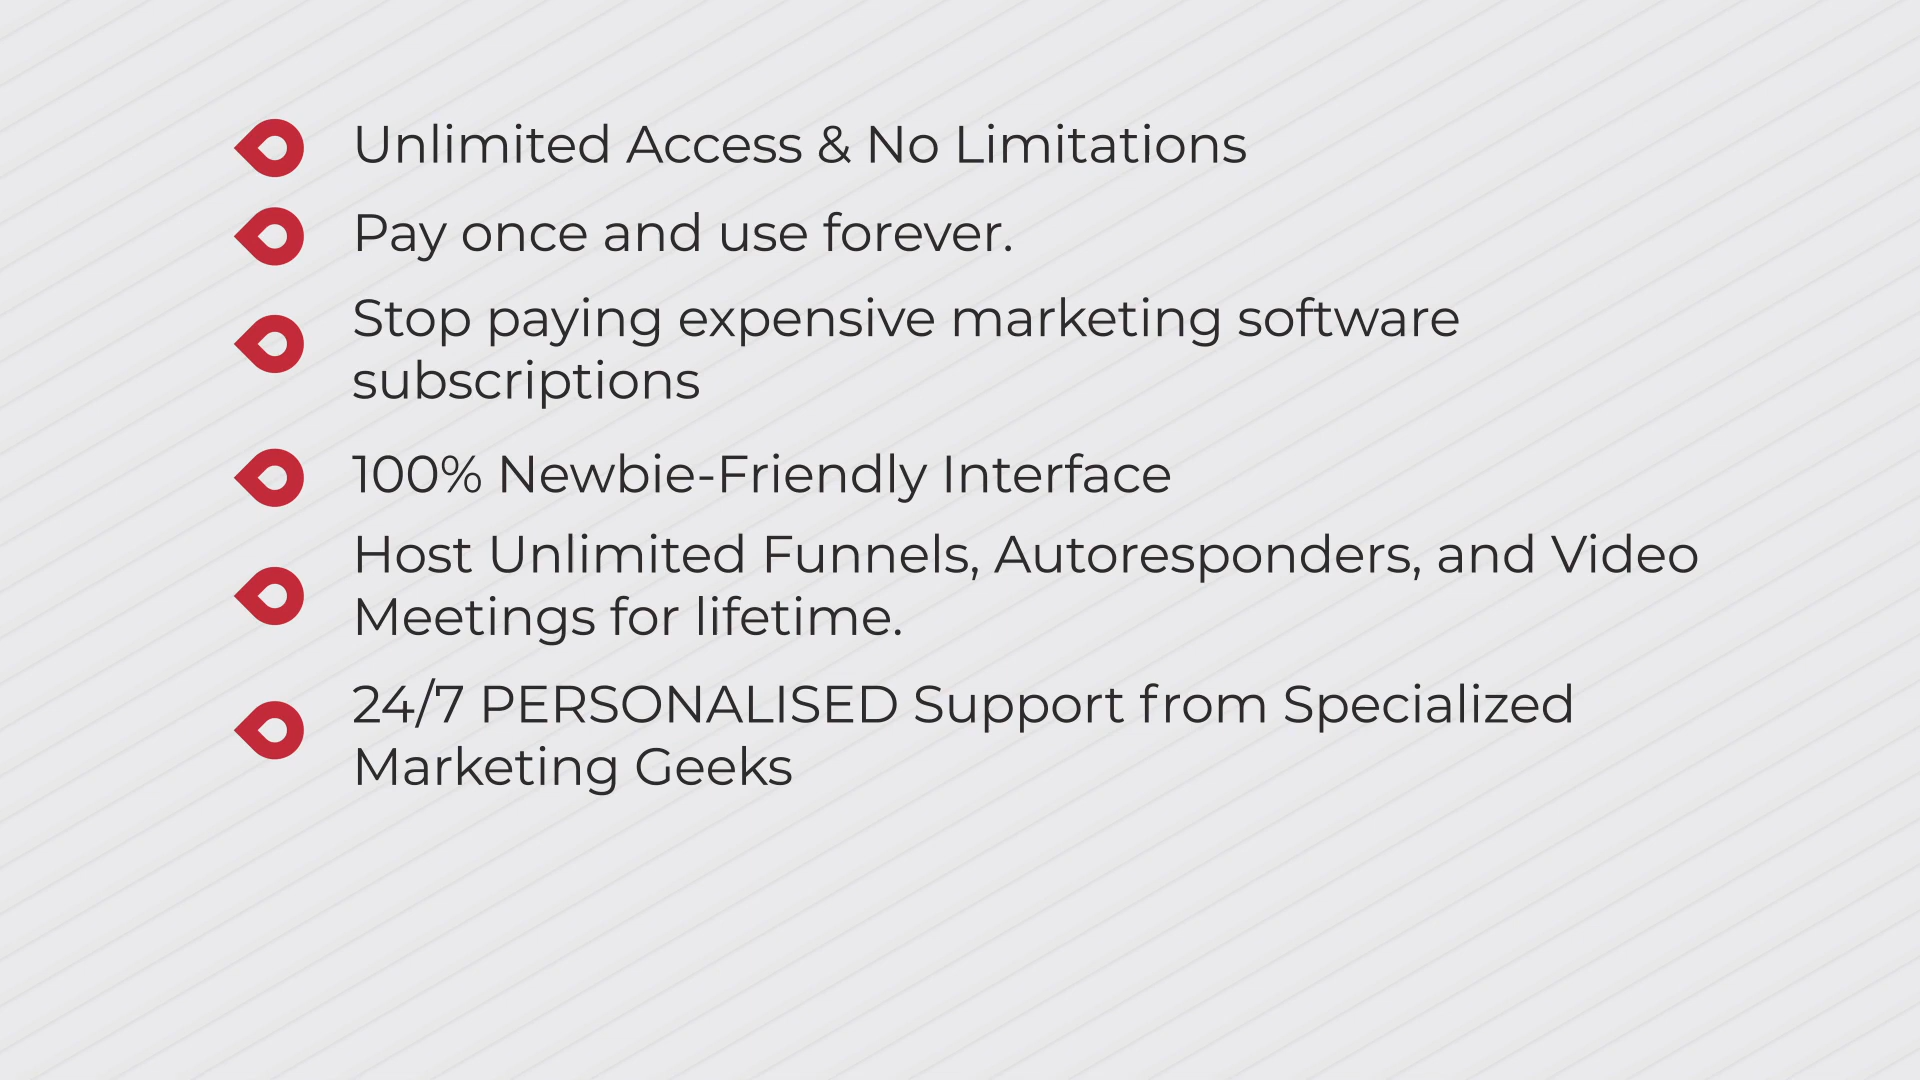 Unlimited Access & No Limitations
Pay once and use forever.
Stop paying expensive marketing software
subscriptions
100% Newbie-Friendly Interface
Host Unlimited Funnels, Autoresponders, and Video
Meetings for lifetime.
24/7 PERSONALISED Support from Specialized
Marketing Geeks